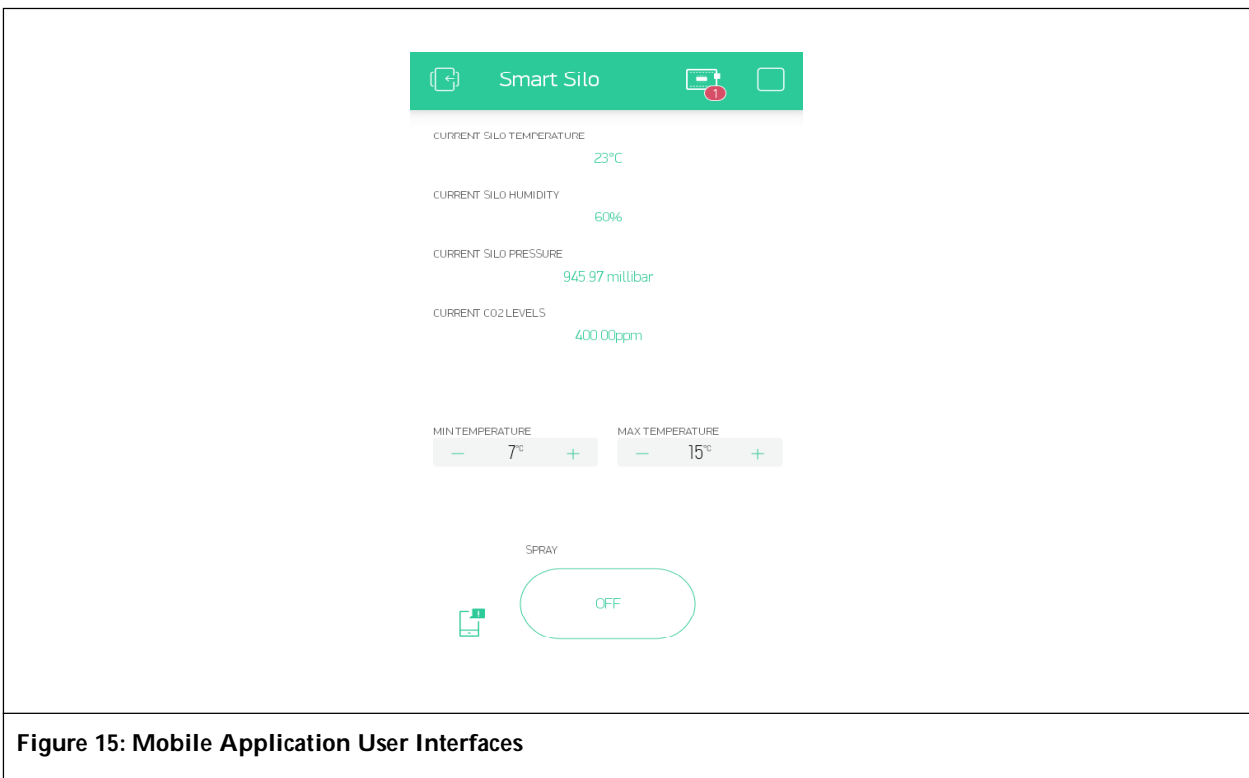 Smart Silo
1
CURRENT SILO TEMPERATURE
23°C
CURRENT SILO HUMIDITY
60%
CURRENT SILO PRESSURE
945.97 millibar
CURRENT CO2 LEVELS
400.00ppm
MIN TEMPERATURE MAX TEMPERATURE
— 7°C + — 15°C +
SPRAY
OFF
Figure 15: Mobile Application User Interfaces